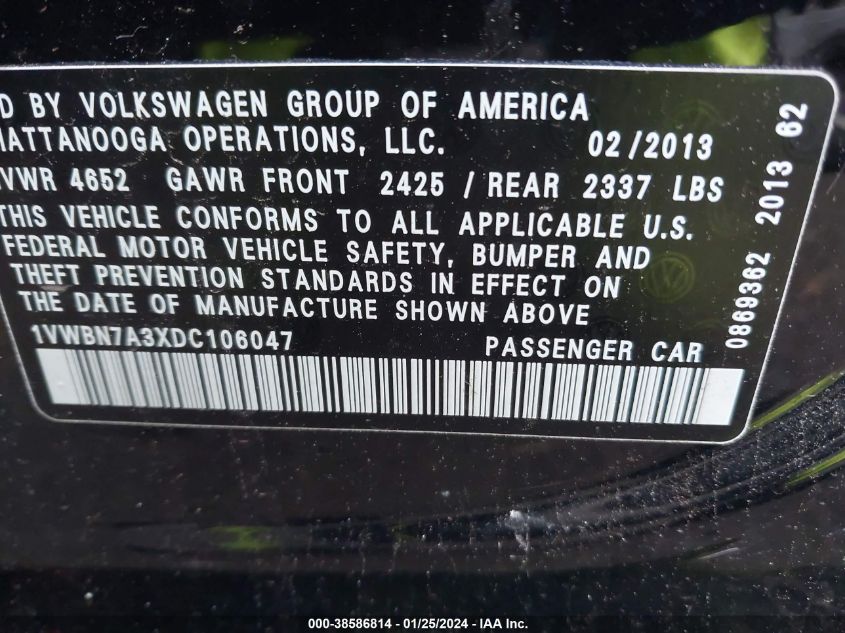 D BY VOLKSWAGEN GROUP OF AMERICA
HATTANOOGA OPERATIONS, LLC. 02/2013
VWR 4652 GAWR FRONT 2425 / REAR 2337 LBS
THIS VEHICLE CONFORMS TO ALL APPLICABLE U.S.
FEDERAL MOTOR VEHICLE SAFETY, BUMPER AND
THEFT PREVENTION STANDARDS IN EFFECT ON
THE DATE OF MANUFACTURE SHOWN ABOVE
1VWBN7A3XDC106047 PASSENGER CAR
0869362 2013 62
000-38586814 - 01/25/2024 - IAA Inc.